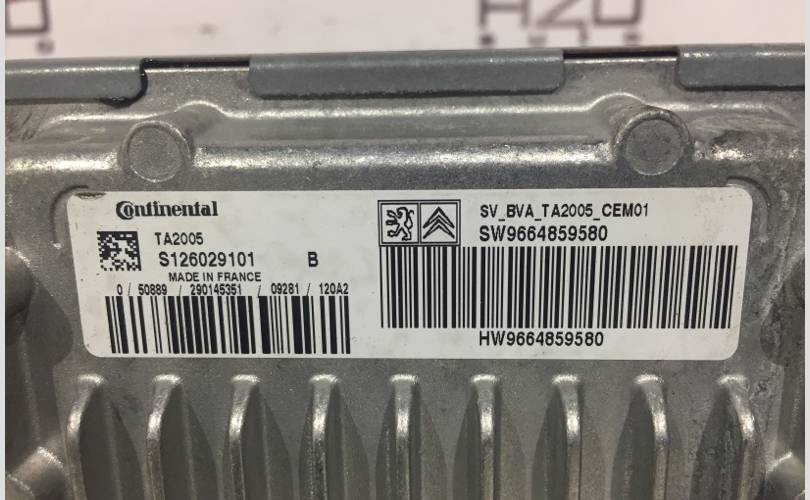 Continental
TA2005
S126029101 B
MADE IN FRANCE
0 / 50889 / 290145351 / 09281 / 120A2
SV_BVA_TA2005_CEM01
SW9664859580
HW9664859580